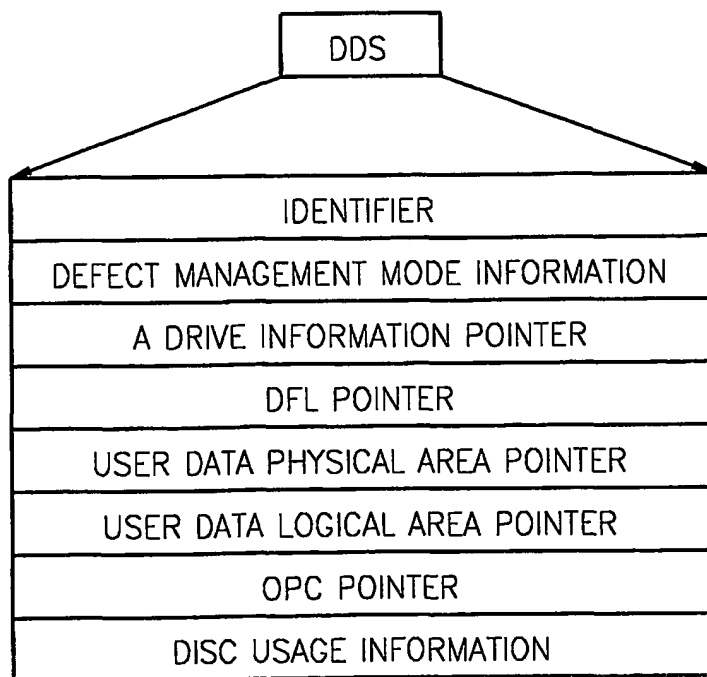 DDS
IDENTIFIER
DEFECT MANAGEMENT MODE INFORMATION
A DRIVE INFORMATION POINTER
DFL POINTER
USER DATA PHYSICAL AREA POINTER
USER DATA LOGICAL AREA POINTER
OPC POINTER
DISC USAGE INFORMATION